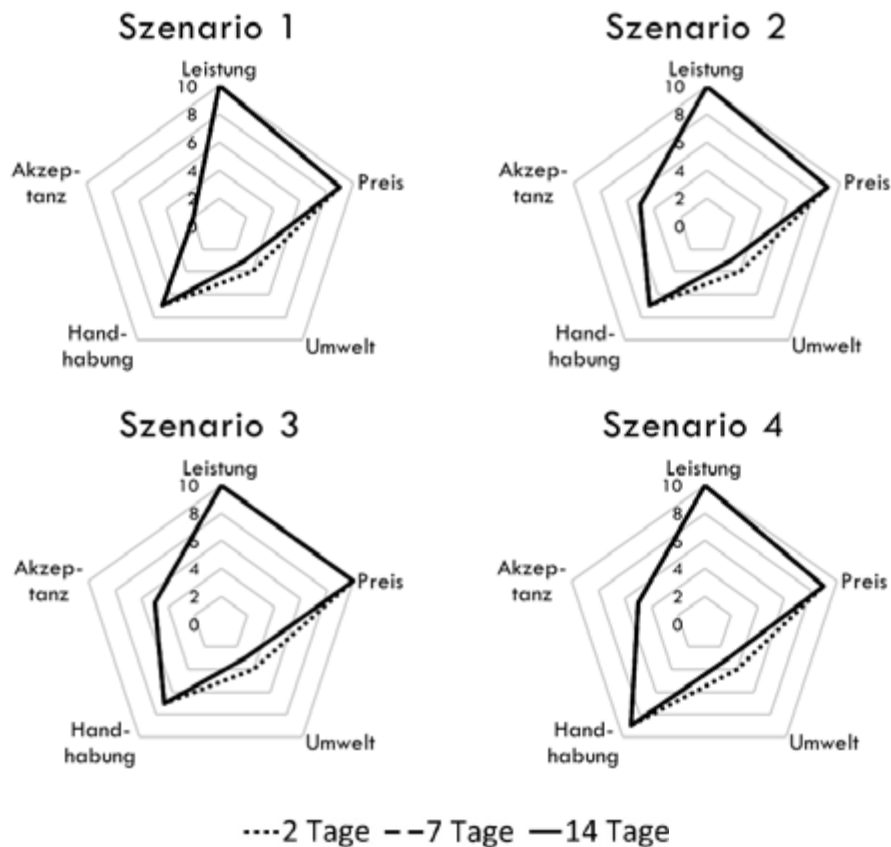 Szenario 1
Leistung
10
8
6
4
2
0
Akzep-
tanz
Preis
Hand-
habung
Umwelt
Szenario 2
Leistung
10
8
6
4
2
0
Akzep-
tanz
Preis
Hand-
habung
Umwelt
Szenario 3
Leistung
10
8
6
4
2
0
Akzep-
tanz
Preis
Hand-
habung
Umwelt
Szenario 4
Leistung
10
8
6
4
2
0
Akzep-
tanz
Preis
Hand-
habung
Umwelt
2 Tage 7 Tage 14 Tage